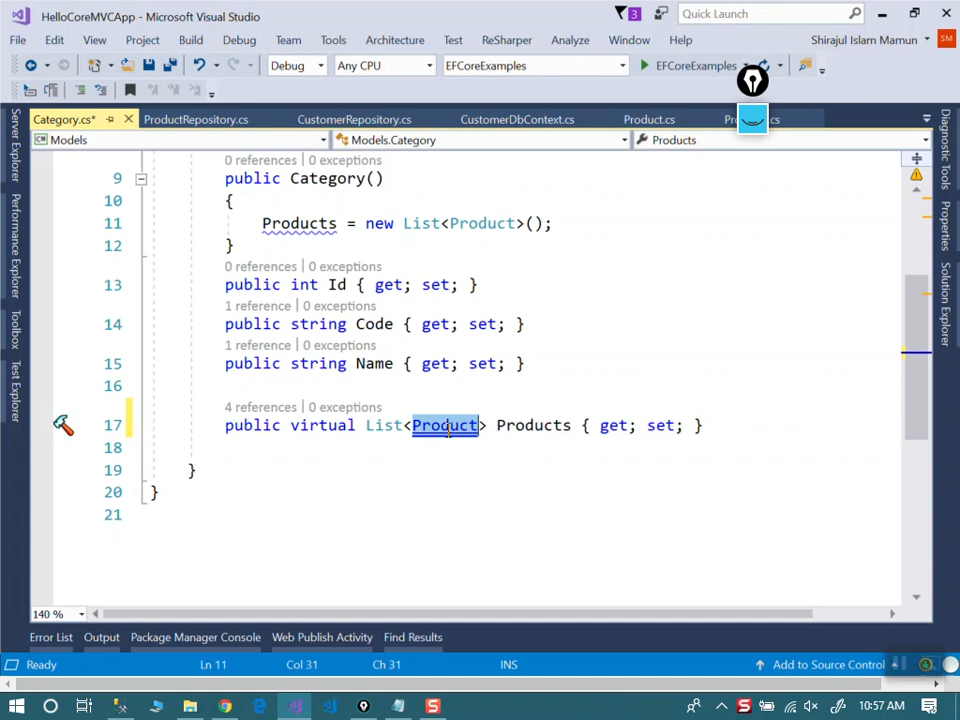 HelloCoreMVCApp - Microsoft Visual Studio
3
Quick Launch
File Edit View Project Build Debug Team Tools Architecture Test ReSharper Analyze Window Help
Shirajul Islam Mamun
SM
Debug
Any CPU
EFCoreExamples
EFCoreExamples
Category.cs*
ProductRepository.cs
CustomerRepository.cs
CustomerDbContext.cs
Product.cs
Models
Models.Category
Products
Server Explorer
Performance Explorer
Toolbox
Test Explorer
Diagnostic Tools
Properties
Solution Explorer
0 references | 0 exceptions
9 public Category()
10 {
11 Products = new List<Product>();
12 }
0 references | 0 exceptions
13 public int Id { get; set; }
1 reference | 0 exceptions
14 public string Code { get; set; }
1 reference | 0 exceptions
15 public string Name { get; set; }
16
4 references | 0 exceptions
17 public virtual List<Product> Products { get; set; }
18
19 }
20 }
21
140 %
Error List Output Package Manager Console Web Publish Activity Find Results
Ready
Ln 11
Col 31
Ch 31
INS
Add to Source Control
10:57 AM